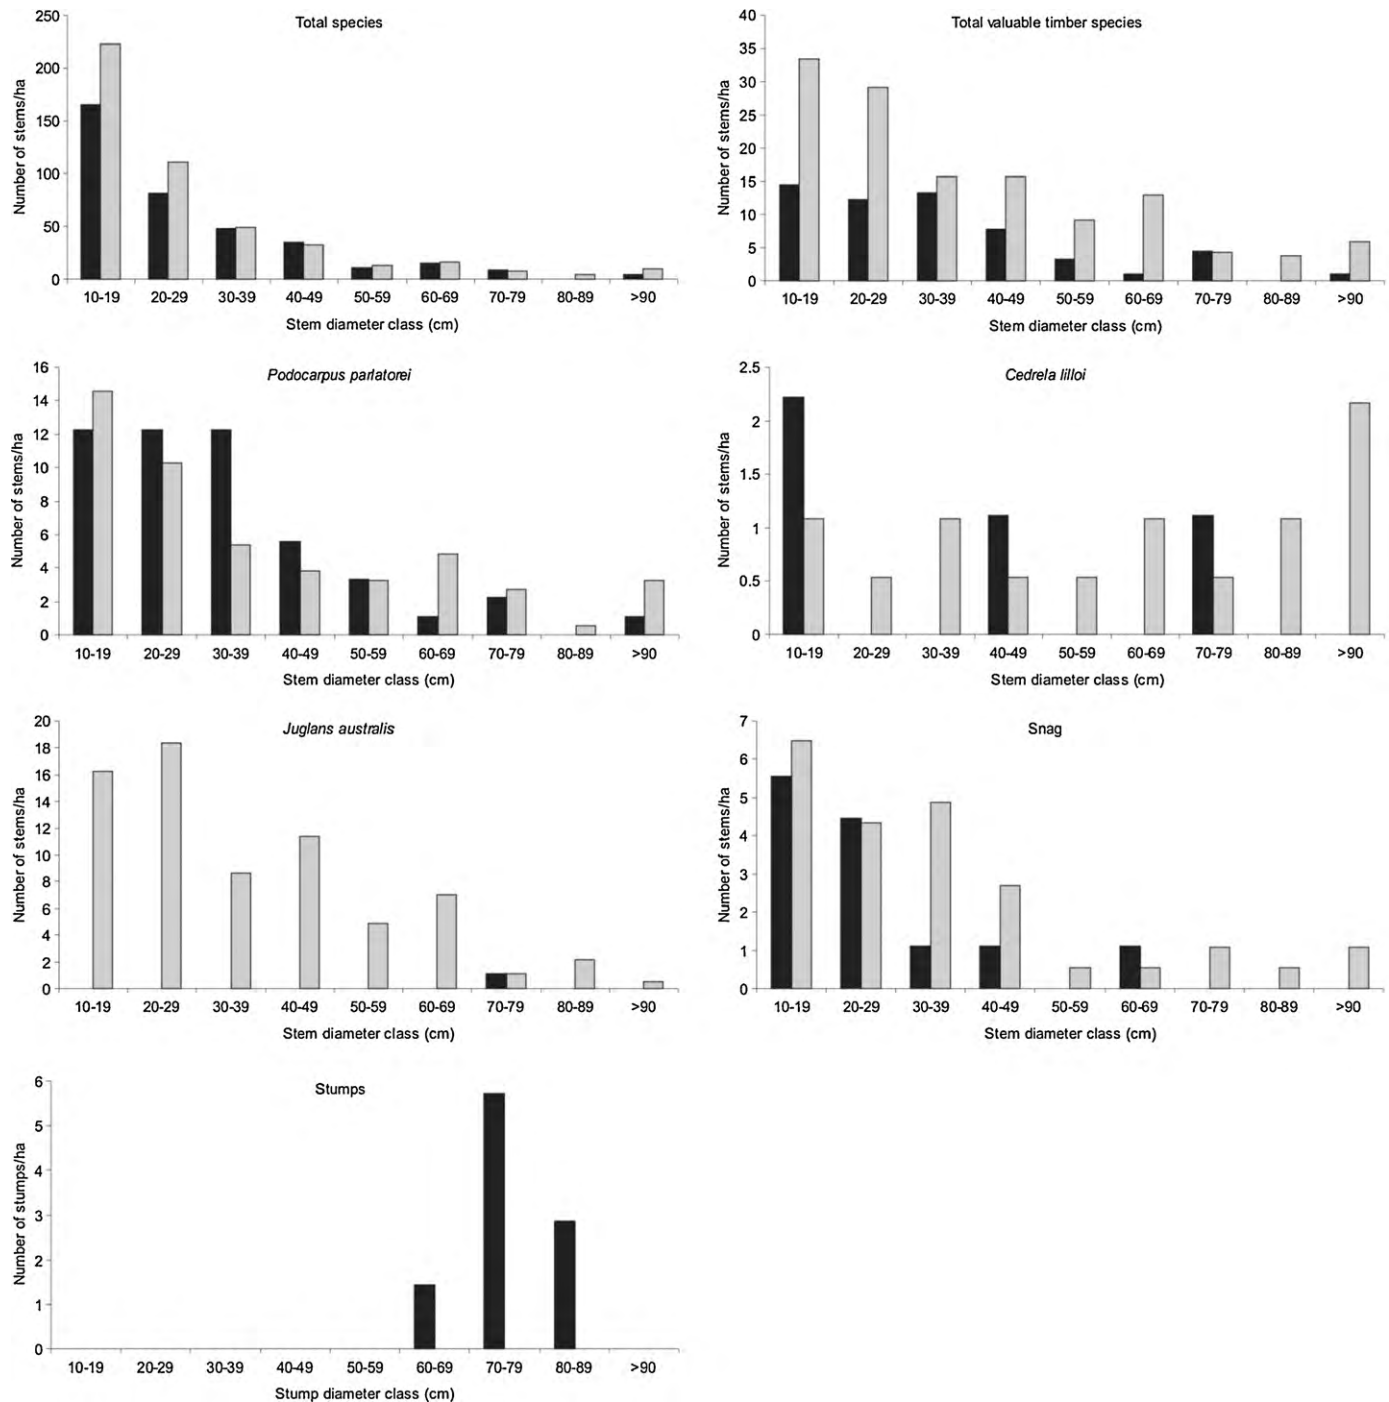 Total species
Number of stems/ha
250
200
150
100
50
0
10-19 20-29 30-39 40-49 50-59 60-69 70-79 80-89 >90
Stem diameter class (cm)
Total valuable timber species
Number of stems/ha
40
35
30
25
20
15
10
5
0
10-19 20-29 30-39 40-49 50-59 60-69 70-79 80-89 >90
Stem diameter class (cm)
Podocarpus parlatorei
Number of stems/ha
16
14
12
10
8
6
4
2
0
10-19 20-29 30-39 40-49 50-59 60-69 70-79 80-89 >90
Stem diameter class (cm)
Cedrela lilloi
Number of stems/ha
2.5
2
1.5
1
0.5
0
10-19 20-29 30-39 40-49 50-59 60-69 70-79 80-89 >90
Stem diameter class (cm)
Juglans australis
Number of stems/ha
20
18
16
14
12
10
8
6
4
2
0
10-19 20-29 30-39 40-49 50-59 60-69 70-79 80-89 >90
Stem diameter class (cm)
Snag
Number of stems/ha
7
6
5
4
3
2
1
0
10-19 20-29 30-39 40-49 50-59 60-69 70-79 80-89 >90
Stem diameter class (cm)
Stumps
Number of stumps/ha
6
5
4
3
2
1
0
10-19 20-29 30-39 40-49 50-59 60-69 70-79 80-89 >90
Stump diameter class (cm)